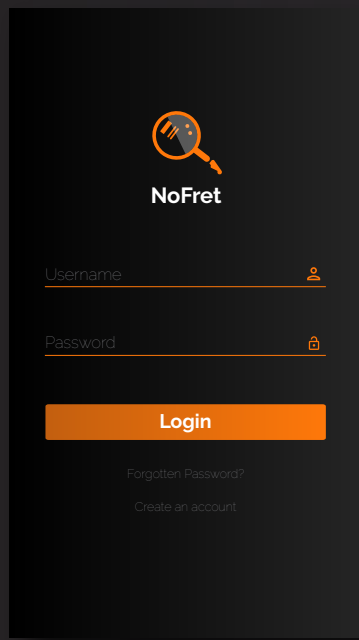 NoFret
Username
Password
Login
Forgotten Password?
Create an account